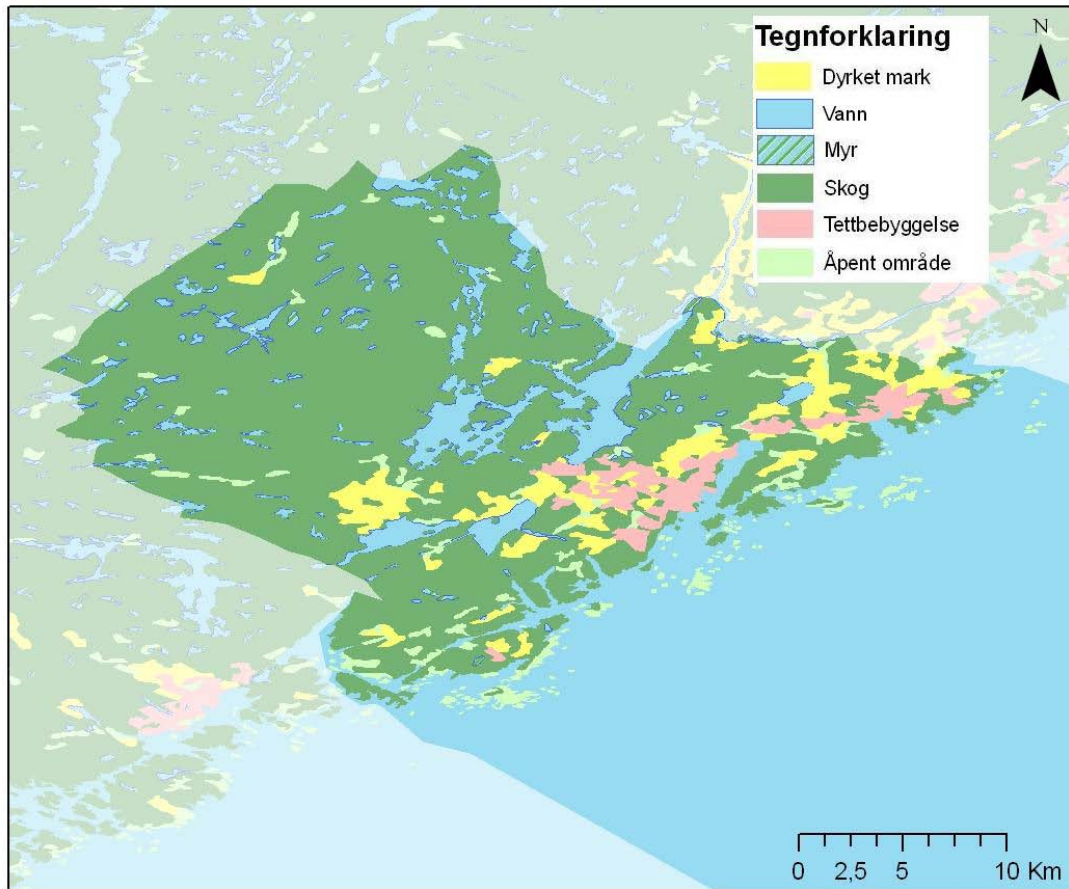 Tegnforklaring
N
Dyrket mark
Vann
Myr
Skog
Tettbebyggelse
Åpent område
0 2,5 5 10 Km